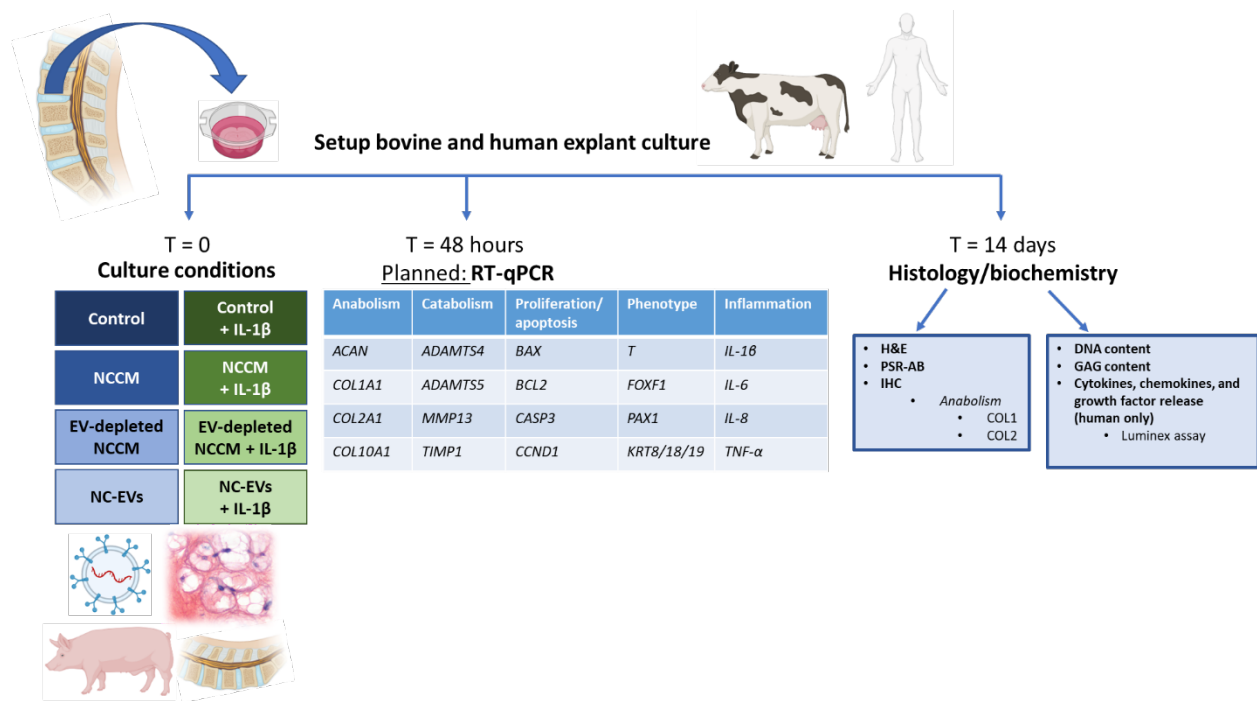 Setup bovine and human explant culture
T = 0
Culture conditions
Control
Control
+ IL-1β
NCCM
NCCM
+ IL-1β
EV-depleted
NCCM
EV-depleted
NCCM + IL-1β
NC-EVs
NC-EVs
+ IL-1β
T = 48 hours
Planned: RT-qPCR
Anabolism Catabolism Proliferation/ Phenotype Inflammation
apoptosis
ACAN ADAMTS4 BAX T IL-1β
COL1A1 ADAMTS5 BCL2 FOXF1 IL-6
COL2A1 MMP13 CASP3 PAX1 IL-8
COL10A1 TIMP1 CCND1 KRT8/18/19 TNF-α
T = 14 days
Histology/biochemistry
• H&E
• PSR-AB
• IHC
• Anabolism
• COL1
• COL2
• DNA content
• GAG content
• Cytokines, chemokines, and
growth factor release
(human only)
• Luminex assay